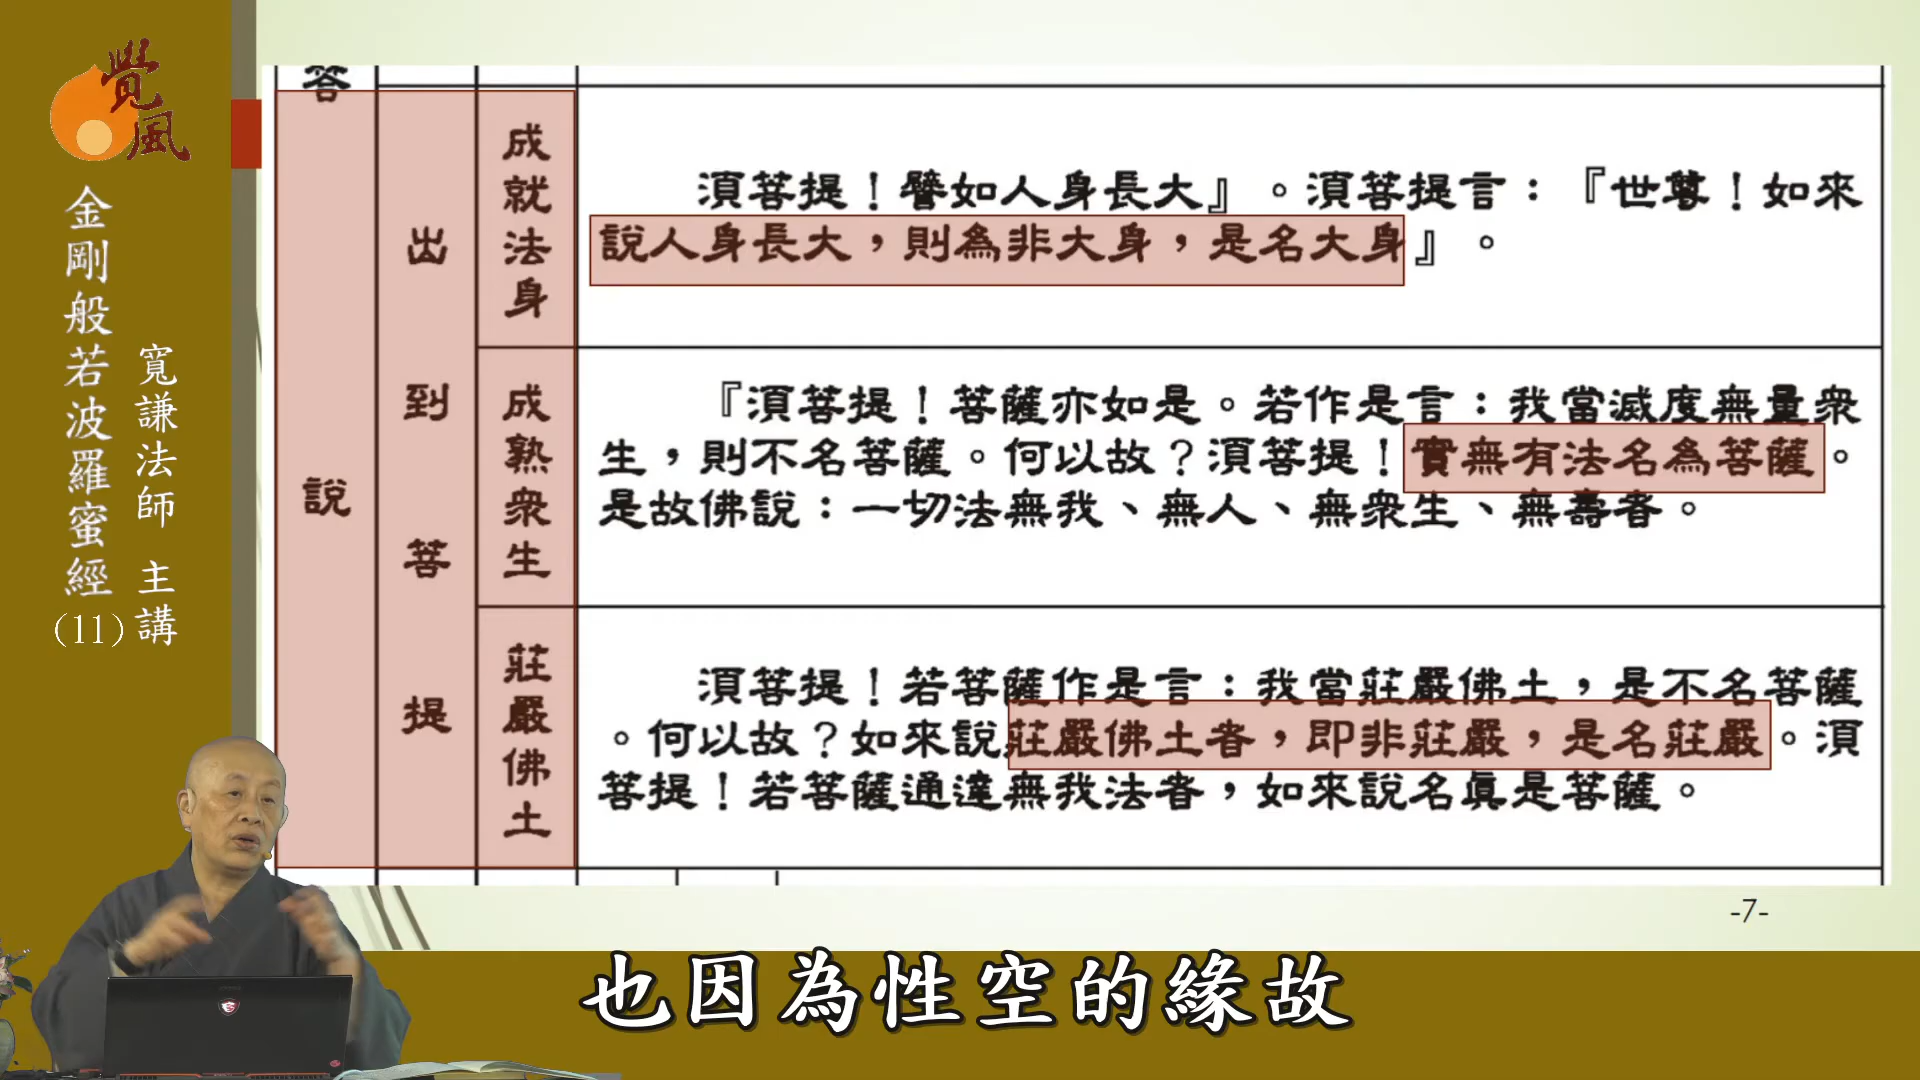 覺風
金剛般若波羅蜜經
(11)
寬謙法師 主講
答
說
出到菩提
成就法身
須菩提！譬如人身長大』。須菩提言：『世尊！如來
說人身長大，則為非大身，是名大身』。
成熟眾生
『須菩提！菩薩亦如是。若作是言：我當滅度無量眾
生，則不名菩薩。何以故？須菩提！實無有法名為菩薩。
是故佛說：一切法無我、無人、無眾生、無壽者。
莊嚴佛土
須菩提！若菩薩作是言：我當莊嚴佛土，是不名菩薩
。何以故？如來說莊嚴佛土者，即非莊嚴，是名莊嚴。須
菩提！若菩薩通達無我法者，如來說名真是菩薩。
-7-
也因為性空的緣故